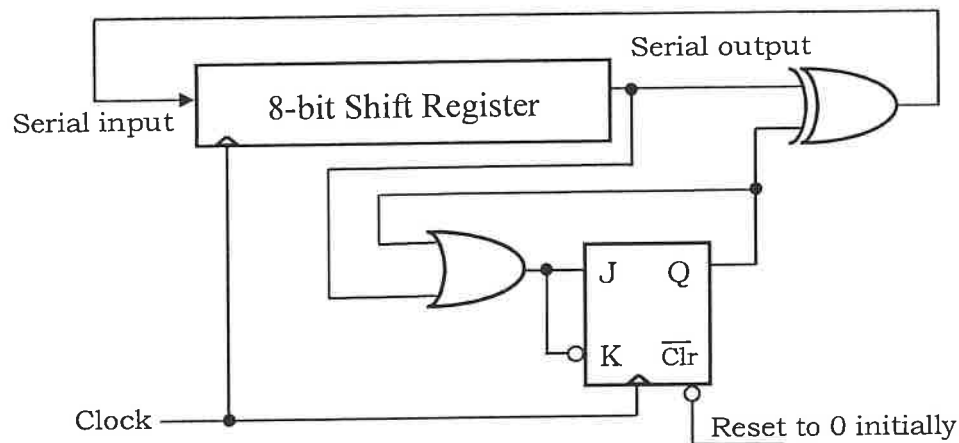 Serial output
8-bit Shift Register
Serial input
J Q
K Clr
Clock
Reset to 0 initially